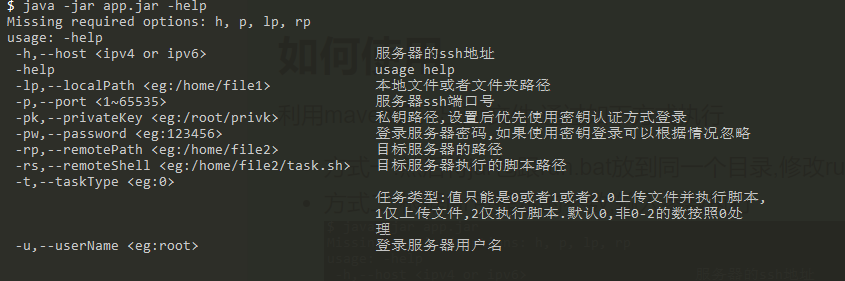 $ java -jar app.jar -help
Missing required options: h, p, lp, rp
usage: -help
-h,--host <ipv4 or ipv6> 服务器的ssh地址
-help usage help
-lp,--localPath <eg:/home/file1> 本地文件或者文件夹路径
-p,--port <1~65535> 服务器ssh端口号
-pk,--privateKey <eg:/root/privk> 私钥路径,设置后优先使用密钥认证方式登录
-pw,--password <eg:123456> 登录服务器密码,如果使用密钥登录可以根据情况忽略
-rp,--remotePath <eg:/home/file2> 目标服务器的路径
-rs,--remoteShell <eg:/home/file2/task.sh> 目标服务器执行的脚本路径
-t,--taskType <eg:0>
任务类型:值只能是0或者1或者2.0上传文件并执行脚本,
1仅上传文件,2仅执行脚本.默认0,非0-2的数按照0处
理
-u,--userName <eg:root> 登录服务器用户名